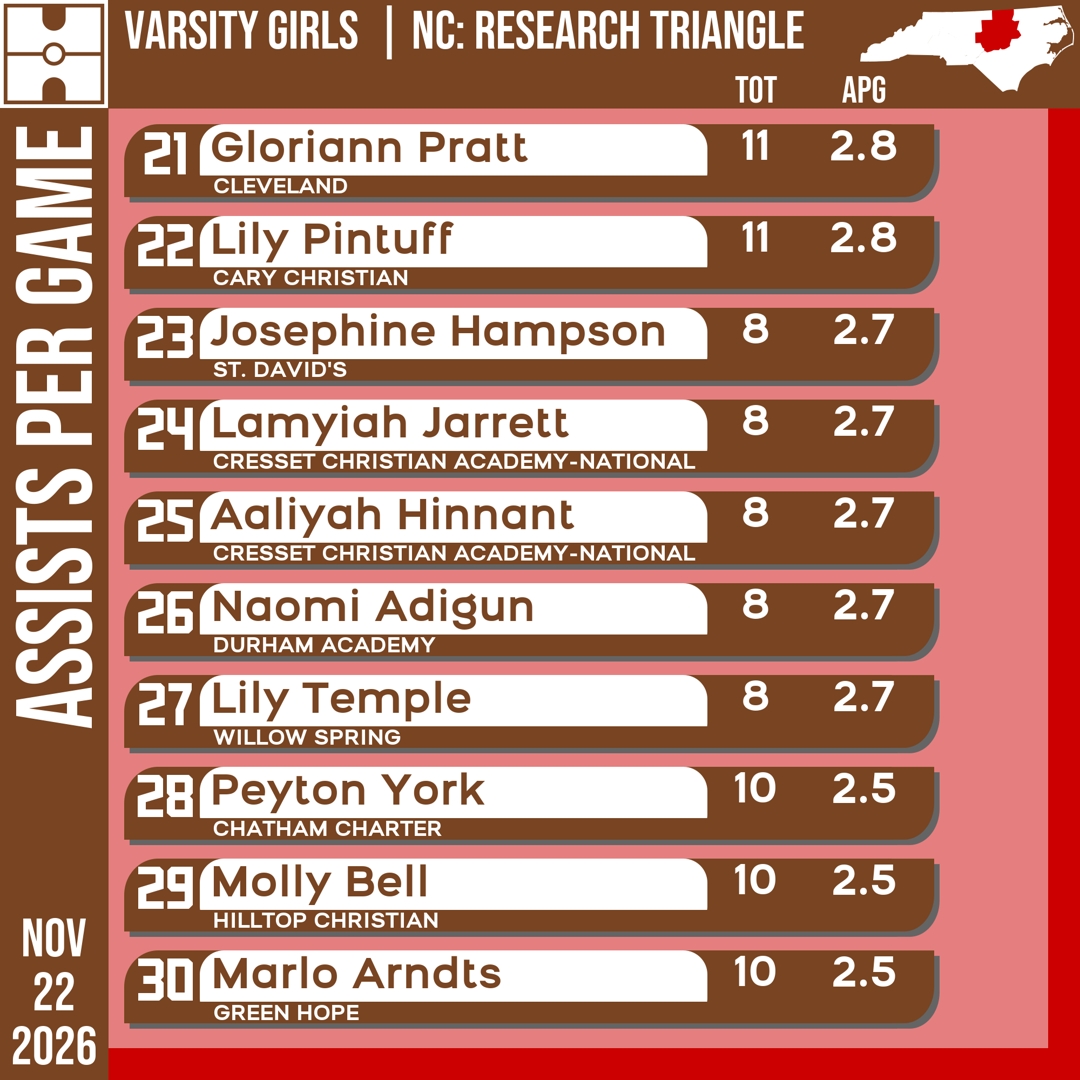 VARSITY GIRLS | NC: RESEARCH TRIANGLE
TOT APG
ASSISTS PER GAME
21 Gloriann Pratt 11 2.8
CLEVELAND
22 Lily Pintuff 11 2.8
CARY CHRISTIAN
23 Josephine Hampson 8 2.7
ST. DAVID'S
24 Lamyiah Jarrett 8 2.7
CRESSET CHRISTIAN ACADEMY-NATIONAL
25 Aaliyah Hinnant 8 2.7
CRESSET CHRISTIAN ACADEMY-NATIONAL
26 Naomi Adigun 8 2.7
DURHAM ACADEMY
27 Lily Temple 8 2.7
WILLOW SPRING
28 Peyton York 10 2.5
CHATHAM CHARTER
29 Molly Bell 10 2.5
HILLTOP CHRISTIAN
30 Marlo Arndts 10 2.5
GREEN HOPE
NOV
22
2026